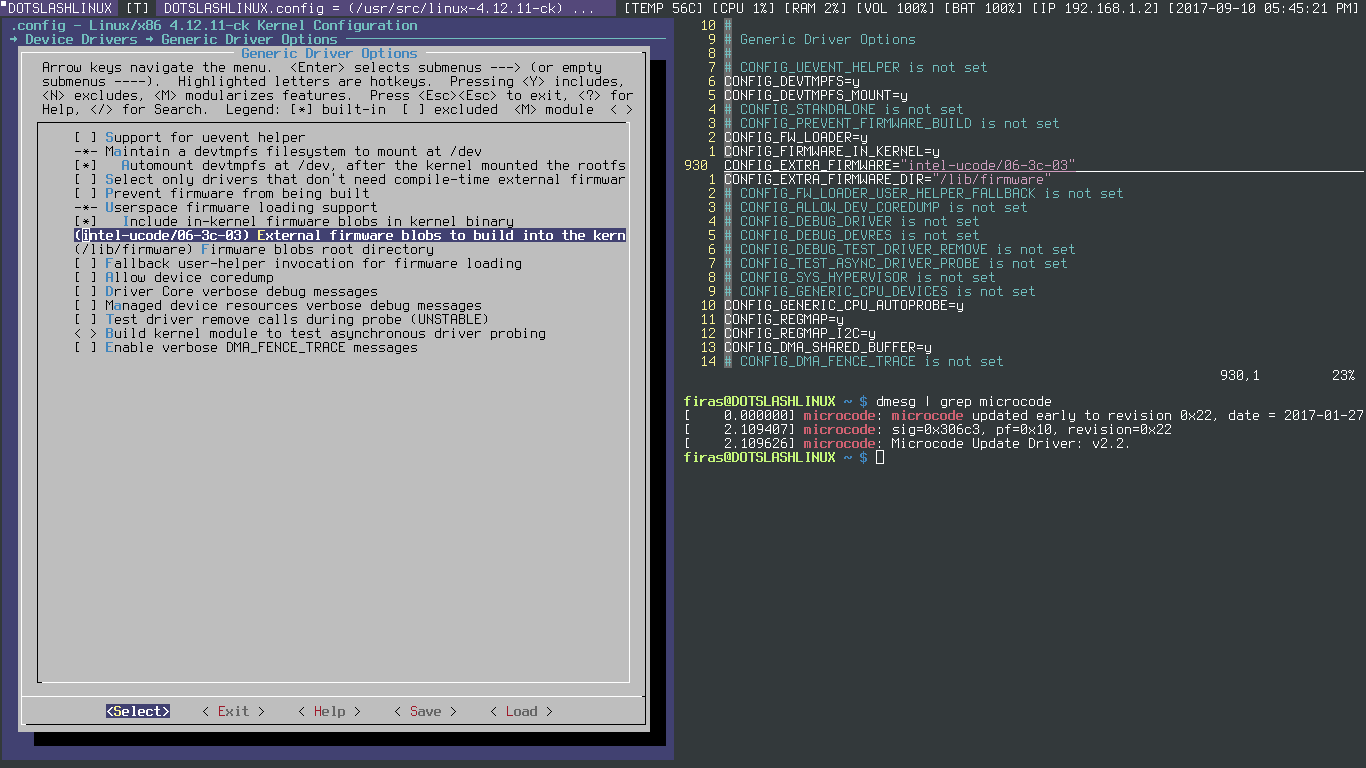 DOTSLASHLINUX [T] DOTSLASHLINUX.config = (/usr/src/linux-4.12.11-ck) ... [TEMP 56C] [CPU 1%] [RAM 2%] [VOL 100%] [BAT 100%] [IP 192.168.1.2] [2017-09-10 05:45:21 PM]
.config - Linux/x86 4.12.11-ck Kernel Configuration
→ Device Drivers → Generic Driver Options
Generic Driver Options
Arrow keys navigate the menu. <Enter> selects submenus ---> (or empty
submenus ----). Highlighted letters are hotkeys. Pressing <Y> includes,
<N> excludes, <M> modularizes features. Press <Esc><Esc> to exit, <?> for
Help, </> for Search. Legend: [*] built-in [ ] excluded <M> module < >
[ ] Support for uevent helper
-*- Maintain a devtmpfs filesystem to mount at /dev
[*] Automount devtmpfs at /dev, after the kernel mounted the rootfs
[ ] Select only drivers that don't need compile-time external firmwar
[ ] Prevent firmware from being built
-*- Userspace firmware loading support
[*] Include in-kernel firmware blobs in kernel binary
(intel-ucode/06-3c-03) External firmware blobs to build into the kern
(/lib/firmware) Firmware blobs root directory
[ ] Fallback user-helper invocation for firmware loading
[ ] Allow device coredump
[ ] Driver Core verbose debug messages
[ ] Managed device resources verbose debug messages
[ ] Test driver remove calls during probe (UNSTABLE)
< > Build kernel module to test asynchronous driver probing
[ ] Enable verbose DMA_FENCE_TRACE messages
<Select> < Exit > < Help > < Save > < Load >
10 #
9 # Generic Driver Options
8 #
7 # CONFIG_UEVENT_HELPER is not set
6 CONFIG_DEVTMPFS=y
5 CONFIG_DEVTMPFS_MOUNT=y
4 # CONFIG_STANDALONE is not set
3 # CONFIG_PREVENT_FIRMWARE_BUILD is not set
2 CONFIG_FW_LOADER=y
1 CONFIG_FIRMWARE_IN_KERNEL=y
930 CONFIG_EXTRA_FIRMWARE="intel-ucode/06-3c-03"
1 CONFIG_EXTRA_FIRMWARE_DIR="/lib/firmware"
2 # CONFIG_FW_LOADER_USER_HELPER_FALLBACK is not set
3 # CONFIG_ALLOW_DEV_COREDUMP is not set
4 # CONFIG_DEBUG_DRIVER is not set
5 # CONFIG_DEBUG_DEVRES is not set
6 # CONFIG_DEBUG_TEST_DRIVER_REMOVE is not set
7 # CONFIG_TEST_ASYNC_DRIVER_PROBE is not set
8 # CONFIG_SYS_HYPERVISOR is not set
9 # CONFIG_GENERIC_CPU_DEVICES is not set
10 CONFIG_GENERIC_CPU_AUTOPROBE=y
11 CONFIG_REGMAP=y
12 CONFIG_REGMAP_I2C=y
13 CONFIG_DMA_SHARED_BUFFER=y
14 # CONFIG_DMA_FENCE_TRACE is not set
930,1 23%
firas@DOTSLASHLINUX ~ $ dmesg | grep microcode
[ 0.000000] microcode: microcode updated early to revision 0x22, date = 2017-01-27
[ 2.109407] microcode: sig=0x306c3, pf=0x10, revision=0x22
[ 2.109626] microcode: Microcode Update Driver: v2.2.
firas@DOTSLASHLINUX ~ $